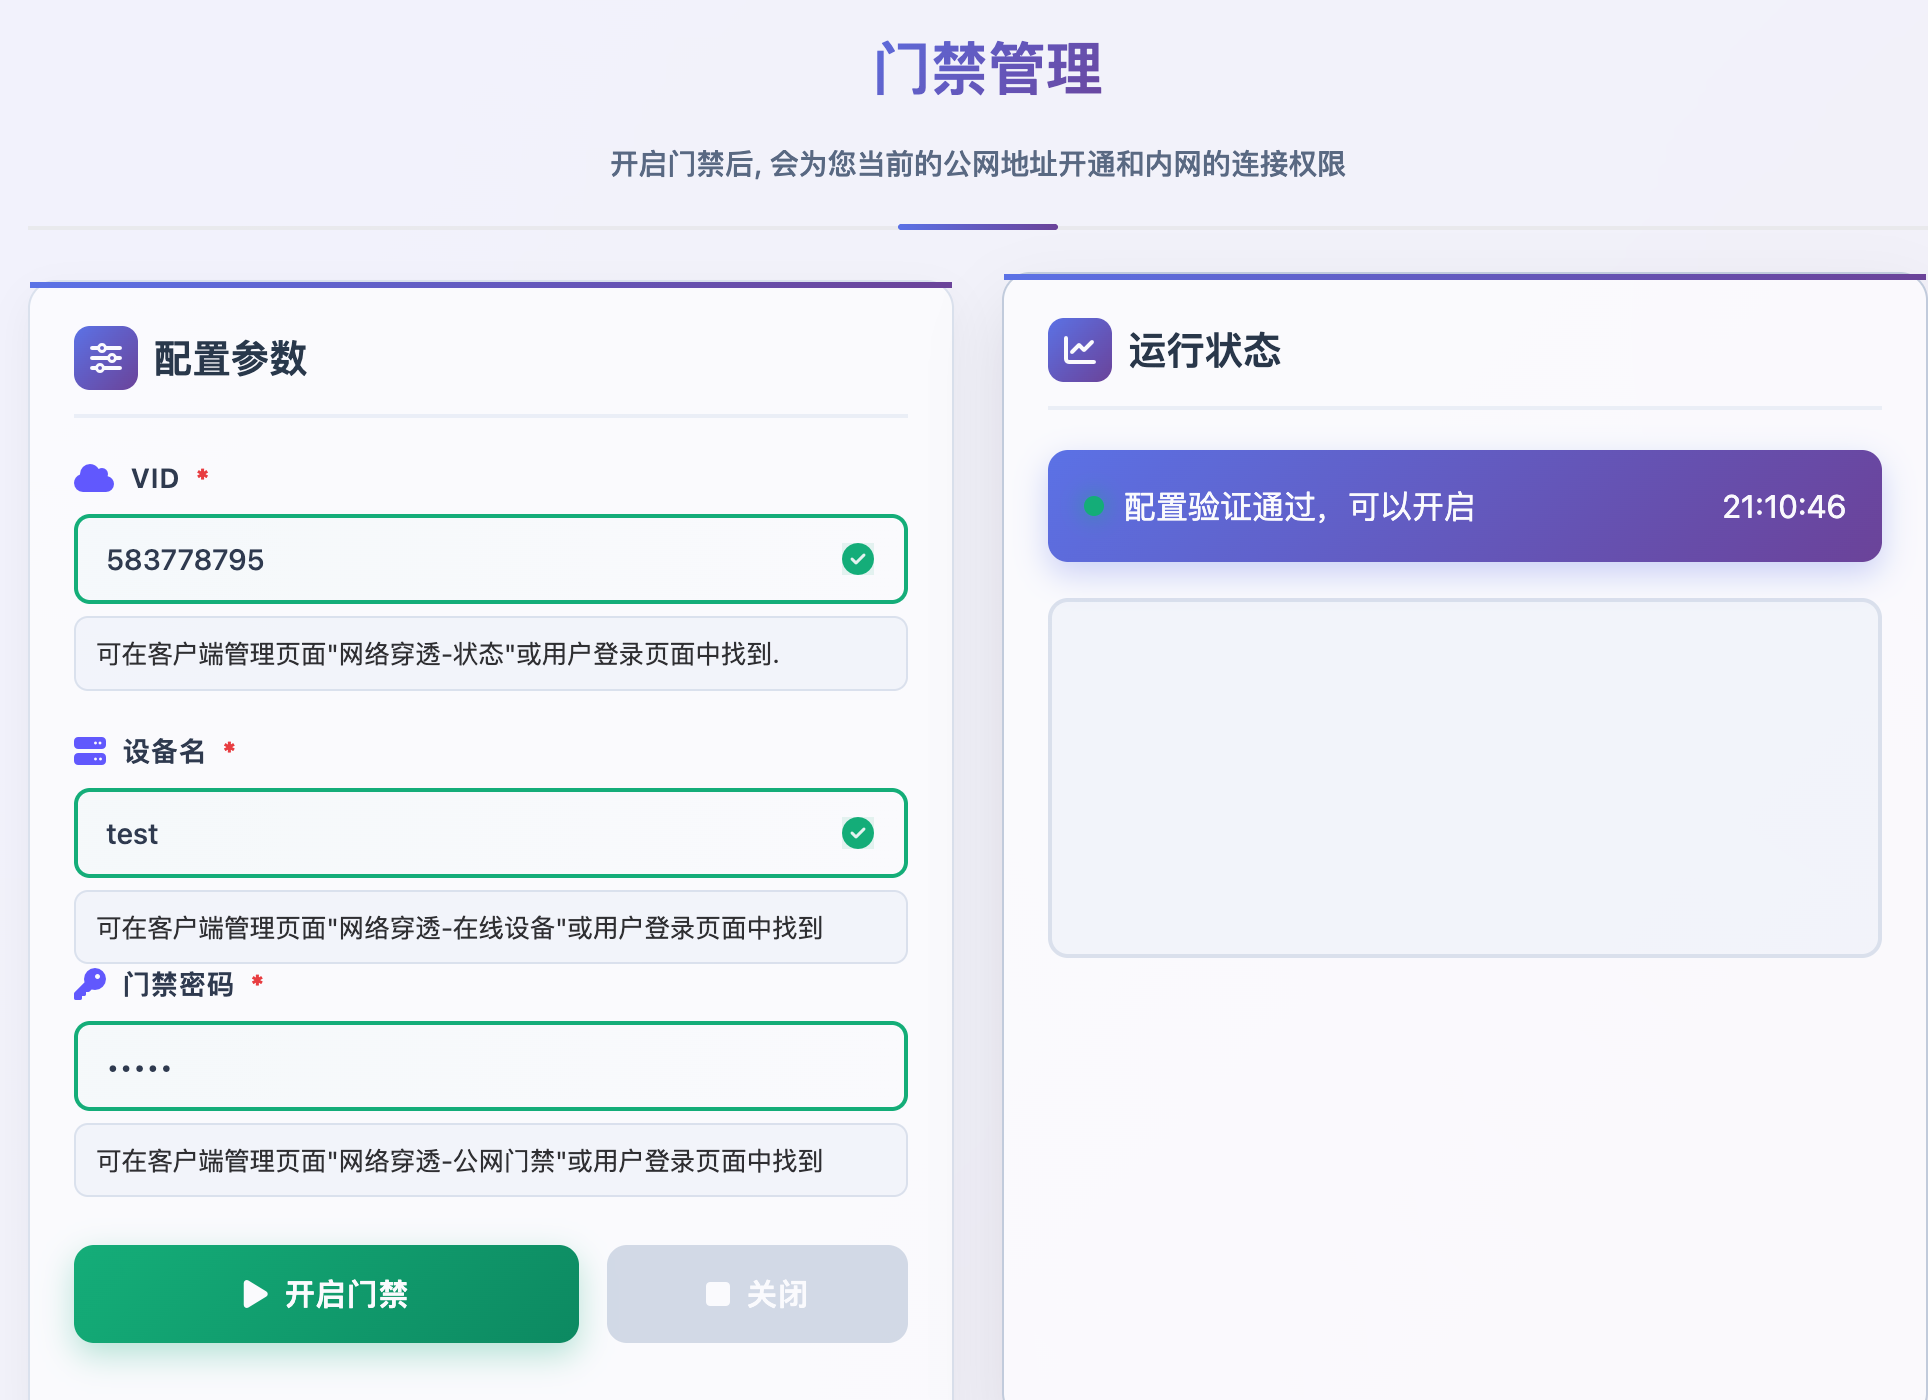 门禁管理
开启门禁后, 会为您当前的公网地址开通和内网的连接权限
配置参数
VID *
583778795
可在客户端管理页面"网络穿透-状态"或用户登录页面中找到.
设备名 *
test
可在客户端管理页面"网络穿透-在线设备"或用户登录页面中找到
门禁密码 *
•••••
可在客户端管理页面"网络穿透-公网门禁"或用户登录页面中找到
开启门禁
关闭
运行状态
配置验证通过，可以开启
21:10:46